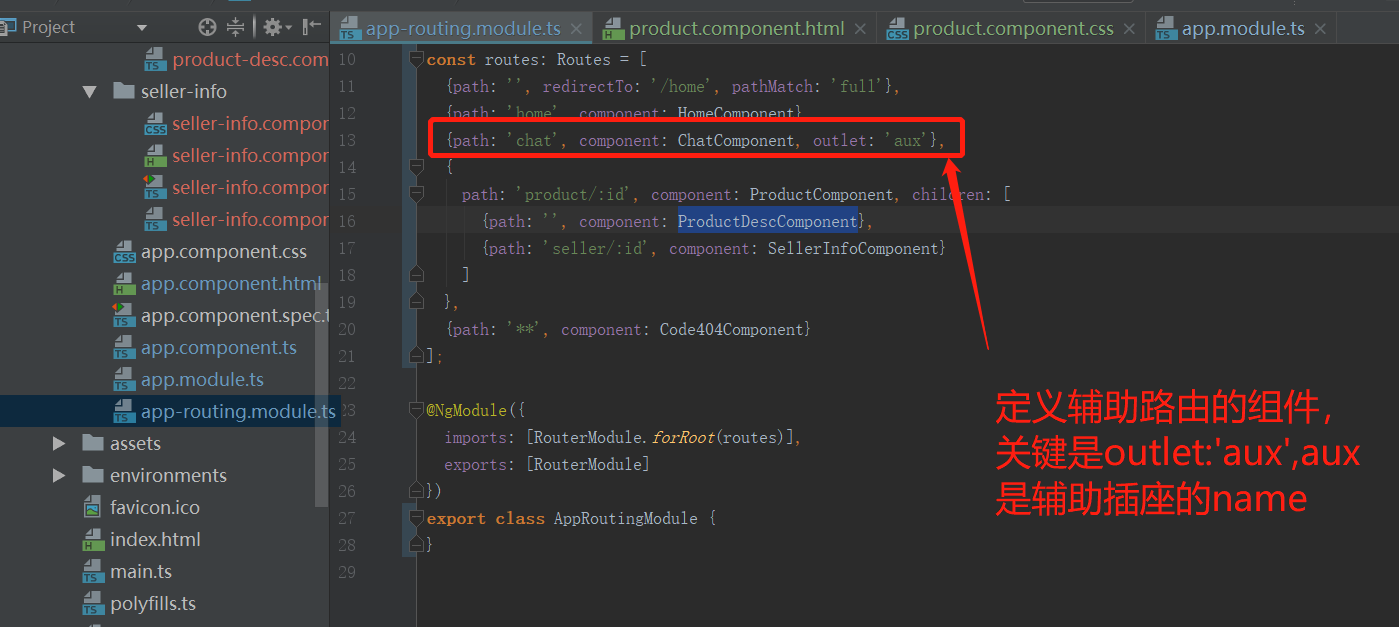 Project
app-routing.module.ts
product.component.html
product.component.css
app.module.ts
product-desc.com
seller-info
seller-info.compor
seller-info.compor
seller-info.compor
seller-info.compor
app.component.css
app.component.html
app.component.spec.t
app.component.ts
app.module.ts
app-routing.module.ts
assets
environments
favicon.ico
index.html
main.ts
polyfills.ts
10 const routes: Routes = [
11 {path: '', redirectTo: '/home', pathMatch: 'full'},
12 {path: 'home', component: HomeComponent},
13 {path: 'chat', component: ChatComponent, outlet: 'aux'},
14 {
15 path: 'product/:id', component: ProductComponent, children: [
16 {path: '', component: ProductDescComponent},
17 {path: 'seller/:id', component: SellerInfoComponent}
18 ]
19 },
20 {path: '**', component: Code404Component}
21 ];
22
23 @NgModule({
24 imports: [RouterModule.forRoot(routes)],
25 exports: [RouterModule]
26 })
27 export class AppRoutingModule {
28 }
29
定义辅助路由的组件,
关键是outlet:'aux',aux
是辅助插座的name